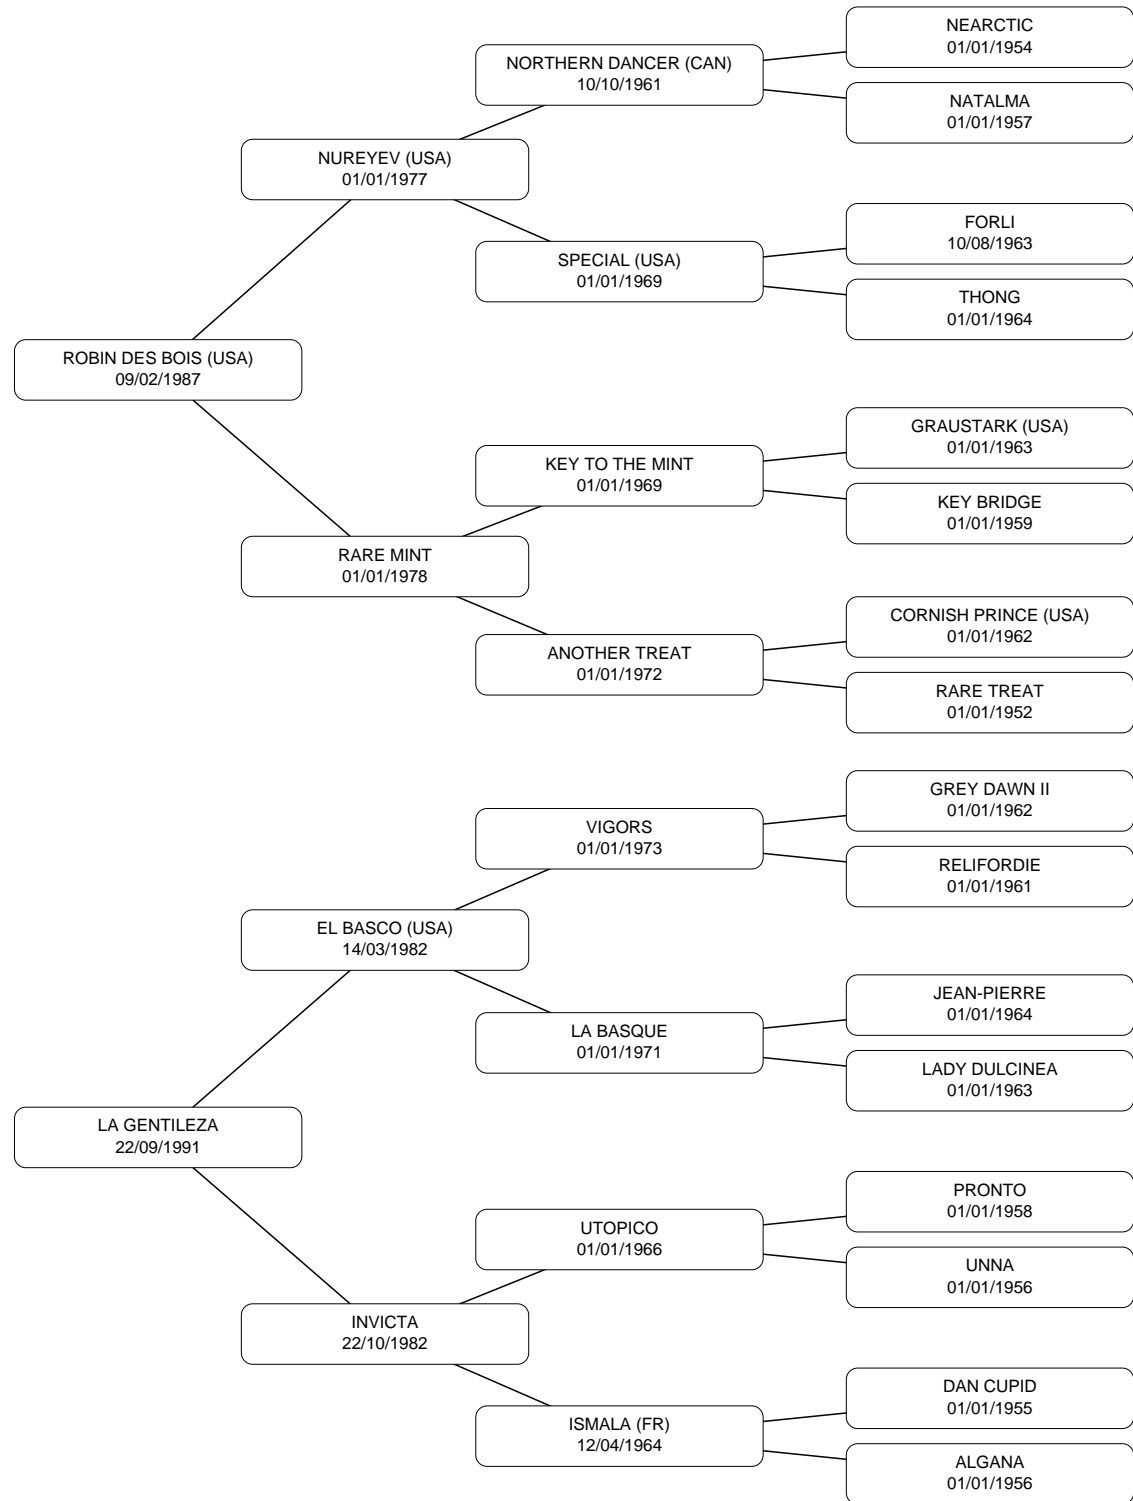 NEARCTIC
01/01/1954
NORTHERN DANCER (CAN)
10/10/1961
NATALMA
01/01/1957
NUREYEV (USA)
01/01/1977
FORLI
10/08/1963
SPECIAL (USA)
01/01/1969
THONG
01/01/1964
ROBIN DES BOIS (USA)
09/02/1987
GRAUSTARK (USA)
01/01/1963
KEY TO THE MINT
01/01/1969
KEY BRIDGE
01/01/1959
RARE MINT
01/01/1978
CORNISH PRINCE (USA)
01/01/1962
ANOTHER TREAT
01/01/1972
RARE TREAT
01/01/1952
GREY DAWN II
01/01/1962
VIGORS
01/01/1973
RELIFORDIE
01/01/1961
EL BASCO (USA)
14/03/1982
JEAN-PIERRE
01/01/1964
LA BASQUE
01/01/1971
LADY DULCINEA
01/01/1963
LA GENTILEZA
22/09/1991
PRONTO
01/01/1958
UTOPICO
01/01/1966
UNNA
01/01/1956
INVICTA
22/10/1982
DAN CUPID
01/01/1955
ISMALA (FR)
12/04/1964
ALGANA
01/01/1956